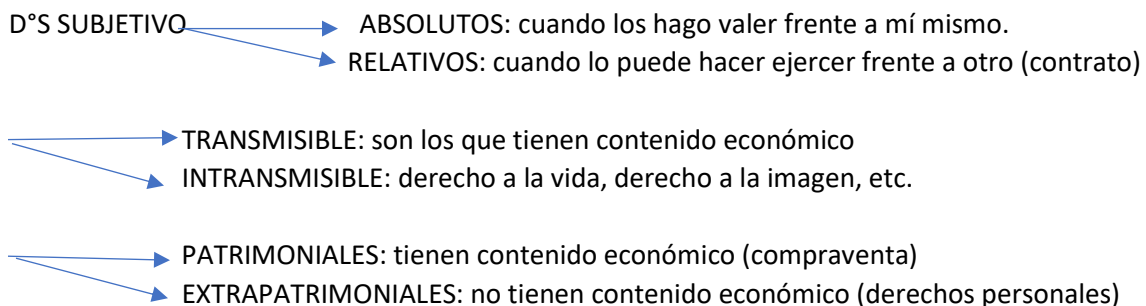 D°S SUBJETIVO ABSOLUTOS: cuando los hago valer frente a mí mismo.
RELATIVOS: cuando lo puede hacer ejercer frente a otro (contrato)
TRANSMISIBLE: son los que tienen contenido económico
INTRANSMISIBLE: derecho a la vida, derecho a la imagen, etc.
PATRIMONIALES: tienen contenido económico (compraventa)
EXTRAPATRIMONIALES: no tienen contenido económico (derechos personales)